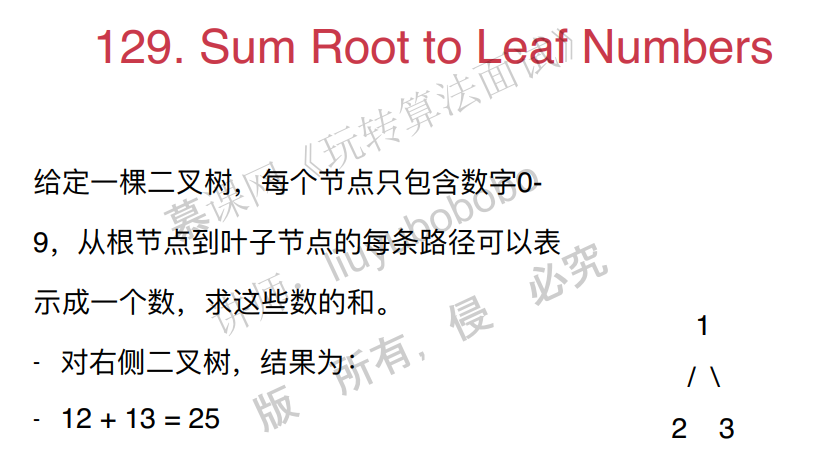 129. Sum Root to Leaf Numbers
慕课网《玩转算法面试》
给定一棵二叉树，每个节点只包含数字0-
9，从根节点到叶子节点的每条路径可以表
示成一个数，求这些数的和。
讲师：liuyubobobo
- 对右侧二叉树，结果为：
- 12 + 13 = 25
版 所有，侵 必究
1
/ \
2 3